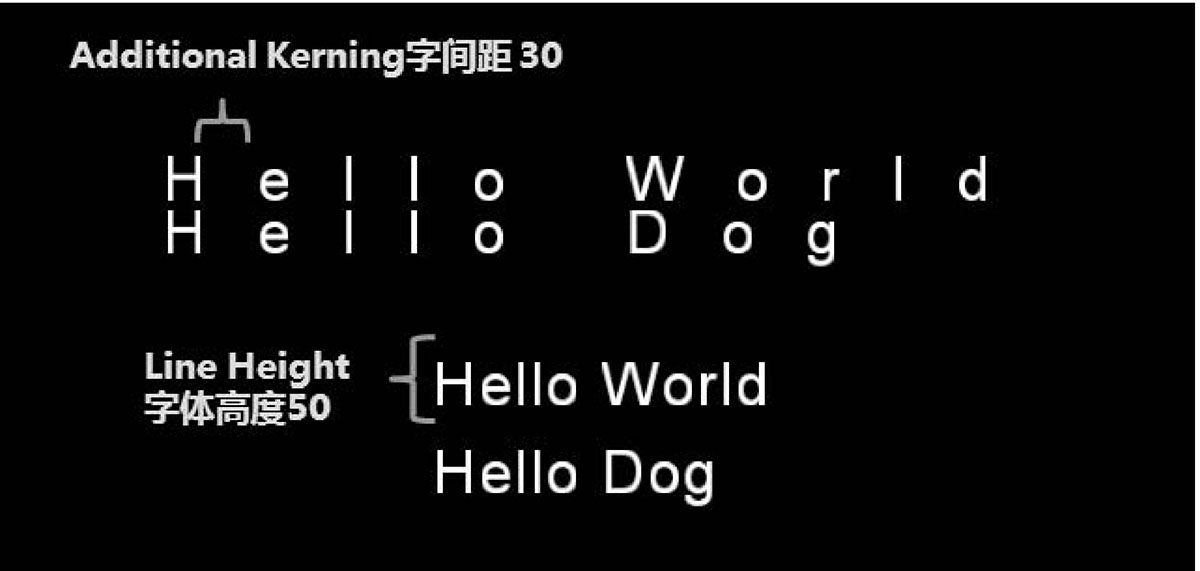 Additional Kerning字间距 30
H e l l o  W o r l d
H e l l o  D o g
Line Height
字体高度50
Hello World
Hello Dog